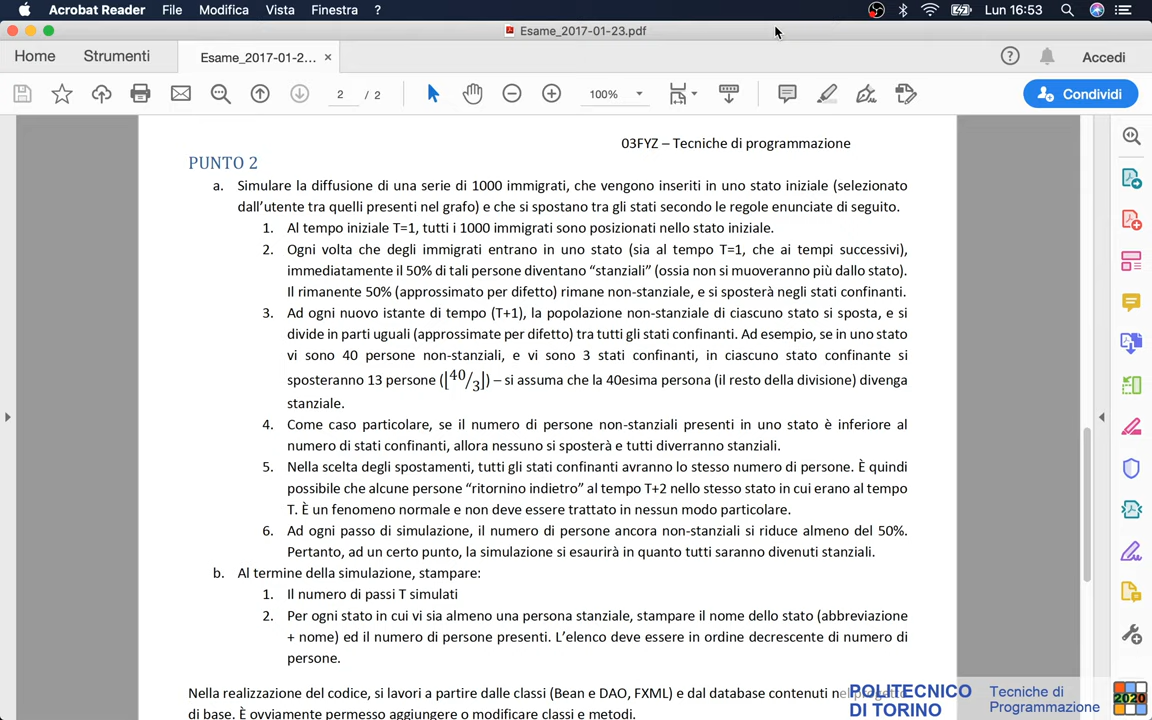 Acrobat Reader File Modifica Vista Finestra ? Lun 16:53
Esame_2017-01-23.pdf
Home Strumenti Esame_2017-01-2... × Accedi
2 / 2 100% Condividi
03FYZ – Tecniche di programmazione
PUNTO 2
a. Simulare la diffusione di una serie di 1000 immigrati, che vengono inseriti in uno stato iniziale (selezionato
dall’utente tra quelli presenti nel grafo) e che si spostano tra gli stati secondo le regole enunciate di seguito.
1. Al tempo iniziale T=1, tutti i 1000 immigrati sono posizionati nello stato iniziale.
2. Ogni volta che degli immigrati entrano in uno stato (sia al tempo T=1, che ai tempi successivi),
immediatamente il 50% di tali persone diventano “stanziali” (ossia non si muoveranno più dallo stato).
Il rimanente 50% (approssimato per difetto) rimane non-stanziale, e si sposterà negli stati confinanti.
3. Ad ogni nuovo istante di tempo (T+1), la popolazione non-stanziale di ciascuno stato si sposta, e si
divide in parti uguali (approssimate per difetto) tra tutti gli stati confinanti. Ad esempio, se in uno stato
vi sono 40 persone non-stanziali, e vi sono 3 stati confinanti, in ciascuno stato confinante si
sposteranno 13 persone (⌊40/3⌋) – si assuma che la 40esima persona (il resto della divisione) divenga
stanziale.
4. Come caso particolare, se il numero di persone non-stanziali presenti in uno stato è inferiore al
numero di stati confinanti, allora nessuno si sposterà e tutti diverranno stanziali.
5. Nella scelta degli spostamenti, tutti gli stati confinanti avranno lo stesso numero di persone. È quindi
possibile che alcune persone “ritornino indietro” al tempo T+2 nello stesso stato in cui erano al tempo
T. È un fenomeno normale e non deve essere trattato in nessun modo particolare.
6. Ad ogni passo di simulazione, il numero di persone ancora non-stanziali si riduce almeno del 50%.
Pertanto, ad un certo punto, la simulazione si esaurirà in quanto tutti saranno divenuti stanziali.
b. Al termine della simulazione, stampare:
1. Il numero di passi T simulati
2. Per ogni stato in cui vi sia almeno una persona stanziale, stampare il nome dello stato (abbreviazione
+ nome) ed il numero di persone presenti. L’elenco deve essere in ordine decrescente di numero di
persone.
Nella realizzazione del codice, si lavori a partire dalle classi (Bean e DAO, FXML) e dal database contenuti nel progetto
di base. È ovviamente permesso aggiungere o modificare classi e metodi.
POLITECNICO
DI TORINO
Tecniche di
Programmazione
2020